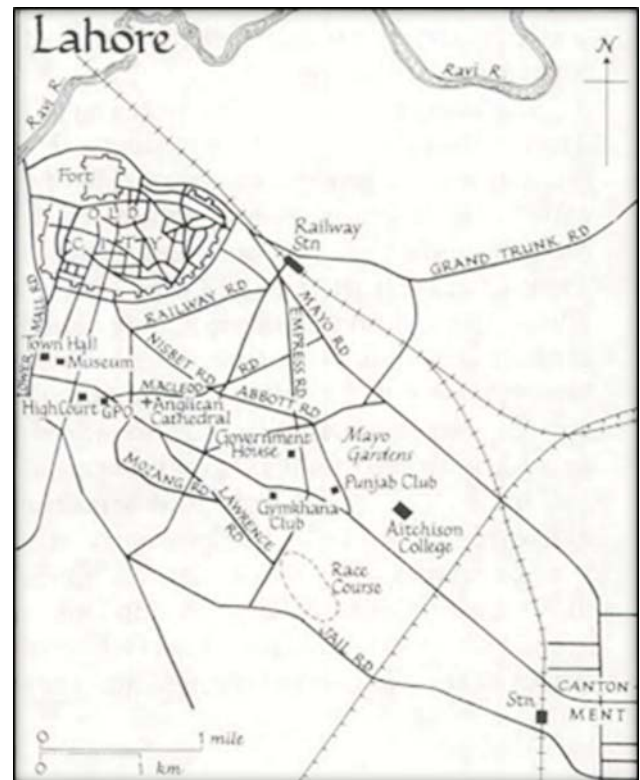 Lahore
N
Ravi R.
Ravi R.
Fort
OLD
CITY
Railway
Stn
GRAND TRUNK RD
RAILWAY RD
MAYO RD
EMPRESS RD
LOWER MALL RD
NISBET RD
Town Hall
Museum
MACLEOD RD
ABBOTT RD
High Court
GPO
Anglican
Cathedral
Government
House
Mayo
Gardens
MOZANG RD
LAWRENCE
RD
Punjab Club
Gymkhana
Club
Aitchison
College
Race
Course
JAIL RD
Stn
CANTON-
MENT
0
1 mile
0
1 km